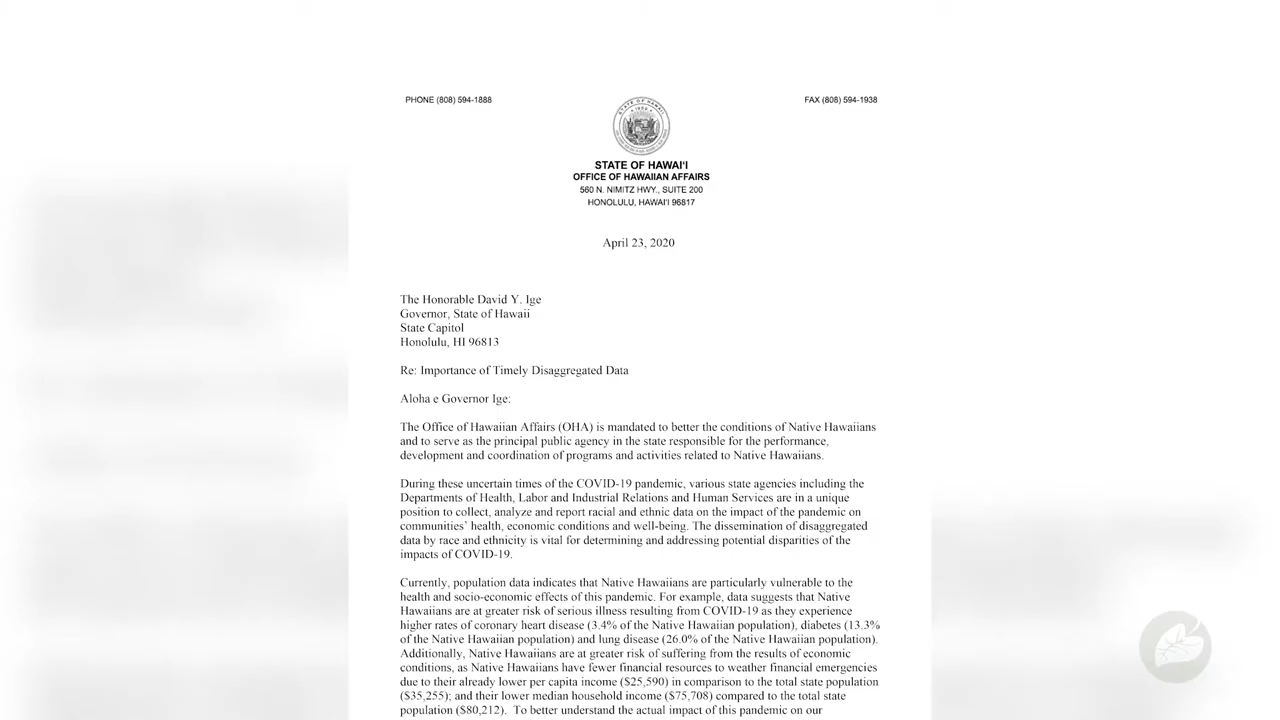 PHONE (808) 594-1888
FAX (808) 594-1938
STATE OF HAWAII
1959
STATE OF HAWAIʻI
OFFICE OF HAWAIIAN AFFAIRS
560 N. NIMITZ HWY., SUITE 200
HONOLULU, HAWAIʻI 96817
April 23, 2020
The Honorable David Y. Ige
Governor, State of Hawaii
State Capitol
Honolulu, HI 96813
Re: Importance of Timely Disaggregated Data
Aloha e Governor Ige:
The Office of Hawaiian Affairs (OHA) is mandated to better the conditions of Native Hawaiians
and to serve as the principal public agency in the state responsible for the performance,
development and coordination of programs and activities related to Native Hawaiians.
During these uncertain times of the COVID-19 pandemic, various state agencies including the
Departments of Health, Labor and Industrial Relations and Human Services are in a unique
position to collect, analyze and report racial and ethnic data on the impact of the pandemic on
communities’ health, economic conditions and well-being. The dissemination of disaggregated
data by race and ethnicity is vital for determining and addressing potential disparities of the
impacts of COVID-19.
Currently, population data indicates that Native Hawaiians are particularly vulnerable to the
health and socio-economic effects of this pandemic. For example, data suggests that Native
Hawaiians are at greater risk of serious illness resulting from COVID-19 as they experience
higher rates of coronary heart disease (3.4% of the Native Hawaiian population), diabetes (13.3%
of the Native Hawaiian population) and lung disease (26.0% of the Native Hawaiian population).
Additionally, Native Hawaiians are at greater risk of suffering from the results of economic
conditions, as Native Hawaiians have fewer financial resources to weather financial emergencies
due to their already lower per capita income ($25,590) in comparison to the total state population
($35,255); and their lower median household income ($75,708) compared to the total state
population ($80,212). To better understand the actual impact of this pandemic on our